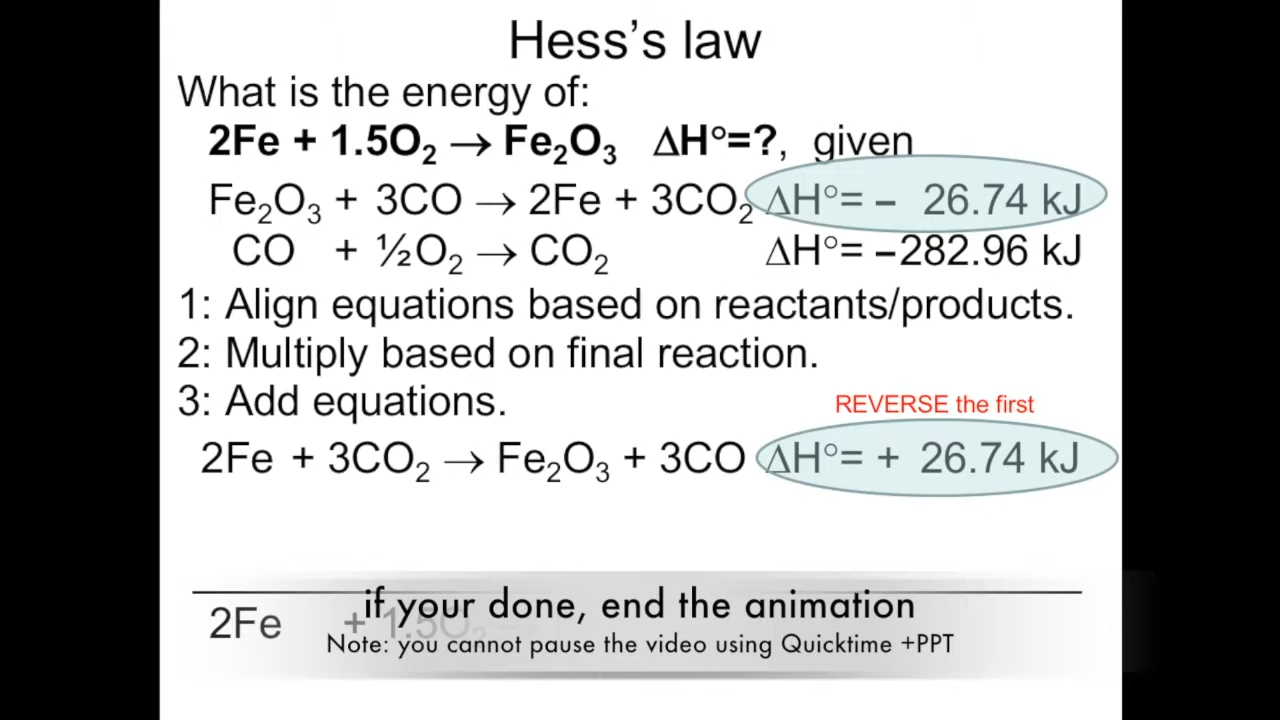 Hess’s law
What is the energy of:
2Fe + 1.5O₂ → Fe₂O₃ ΔH°=?, given
Fe₂O₃ + 3CO → 2Fe + 3CO₂ ΔH°= – 26.74 kJ
CO + ½O₂ → CO₂ ΔH°= –282.96 kJ
1: Align equations based on reactants/products.
2: Multiply based on final reaction.
3: Add equations.
REVERSE the first
2Fe + 3CO₂ → Fe₂O₃ + 3CO ΔH°= + 26.74 kJ
if your done, end the animation
2Fe + 1.5O₂
Note: you cannot pause the video using Quicktime +PPT